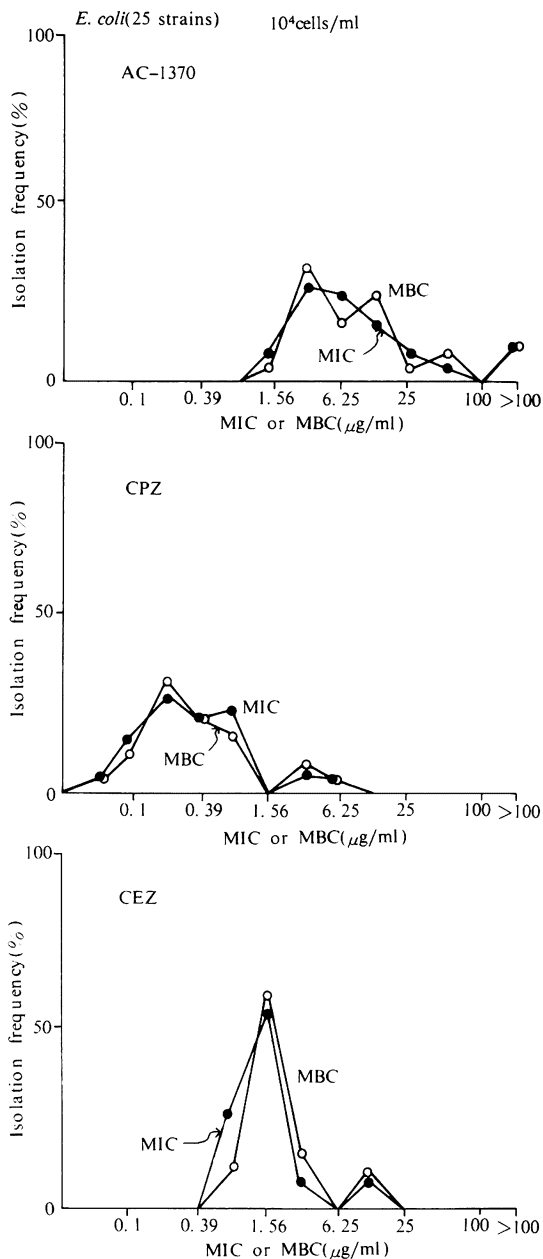 E. coli(25 strains) 10⁴cells/ml
100
AC-1370
Isolation frequency(%)
50
MBC
MIC
0
0.1 0.39 1.56 6.25 25 100 >100
MIC or MBC(μg/ml)
100
CPZ
Isolation frequency(%)
50
MIC
MBC
0
0.1 0.39 1.56 6.25 25 100 >100
MIC or MBC(μg/ml)
100
CEZ
Isolation frequency(%)
50
MBC
MIC
0
0.1 0.39 1.56 6.25 25 100 >100
MIC or MBC(μg/ml)